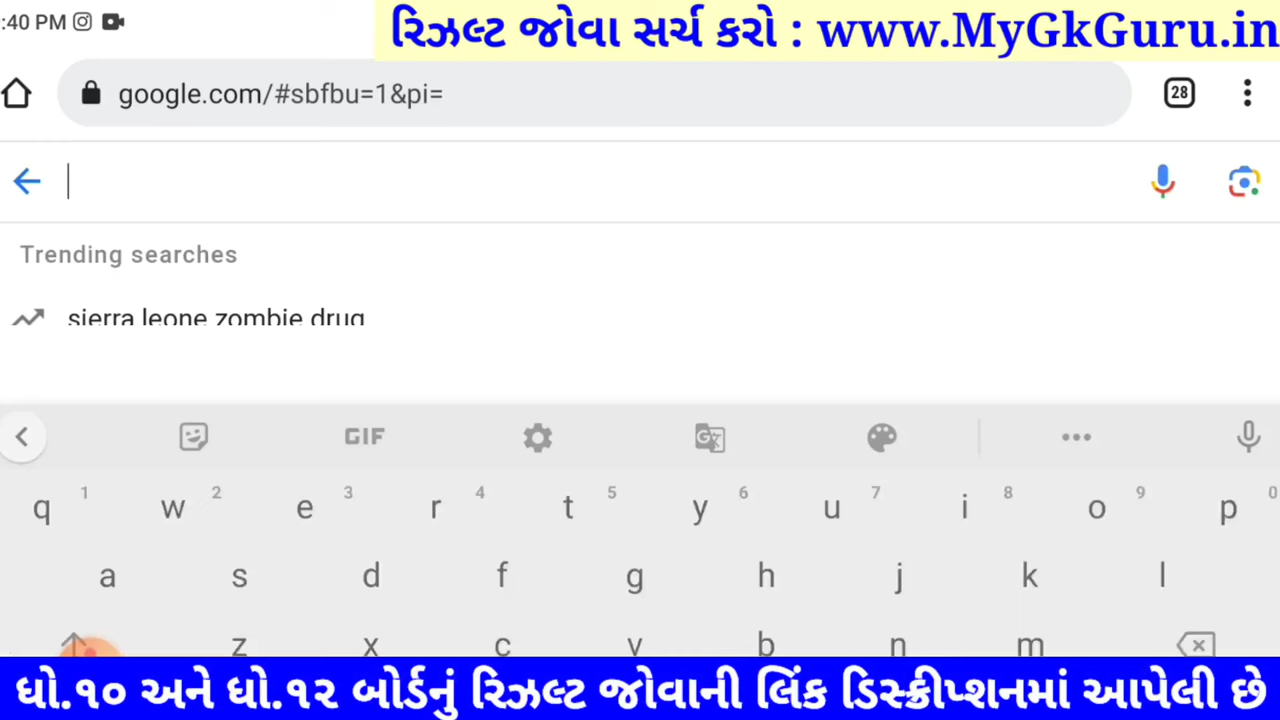 :40 PM
રિઝલ્ટ જોવા સર્ચ કરો : www.MyGkGuru.in
google.com/#sbfbu=1&pi=
28
Trending searches
sierra leone zombie drug
GIF
q 1 w 2 e 3 r 4 t 5 y 6 u 7 i 8 o 9 p 0
a s d f g h j k l
z x c v b n m
ધો.૧૦ અને ધો.૧૨ બોર્ડનું રિઝલ્ટ જોવાની લિંક ડિસ્ક્રીપ્શનમાં આપેલી છે